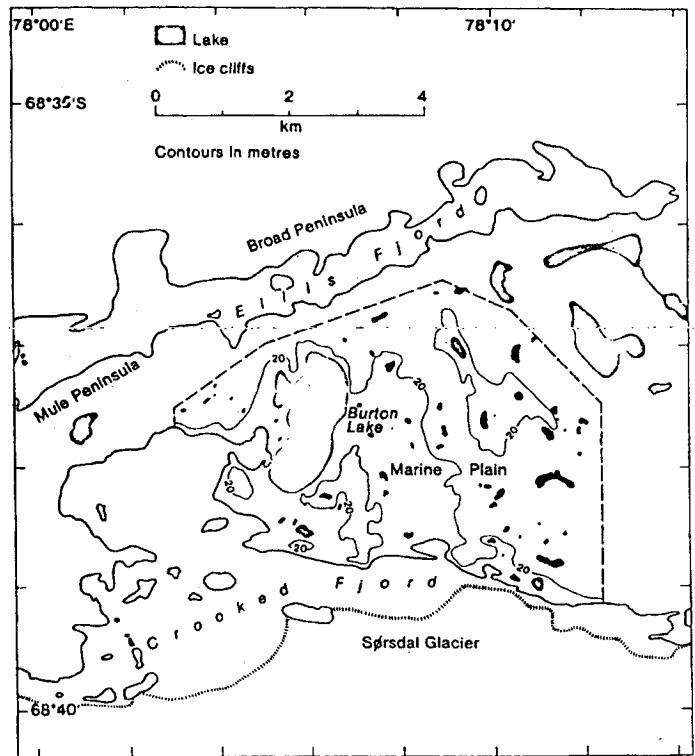 78°00'E
78°10'
Lake
Ice cliffs
68°35'S
0 2 4
km
Contours in metres
Broad Peninsula
Ellis Fjord
Mule Peninsula
20
20
20
Burton
Lake
Marine Plain
20
20
20
20
Crooked Fjord
Sørsdal Glacier
68°40'